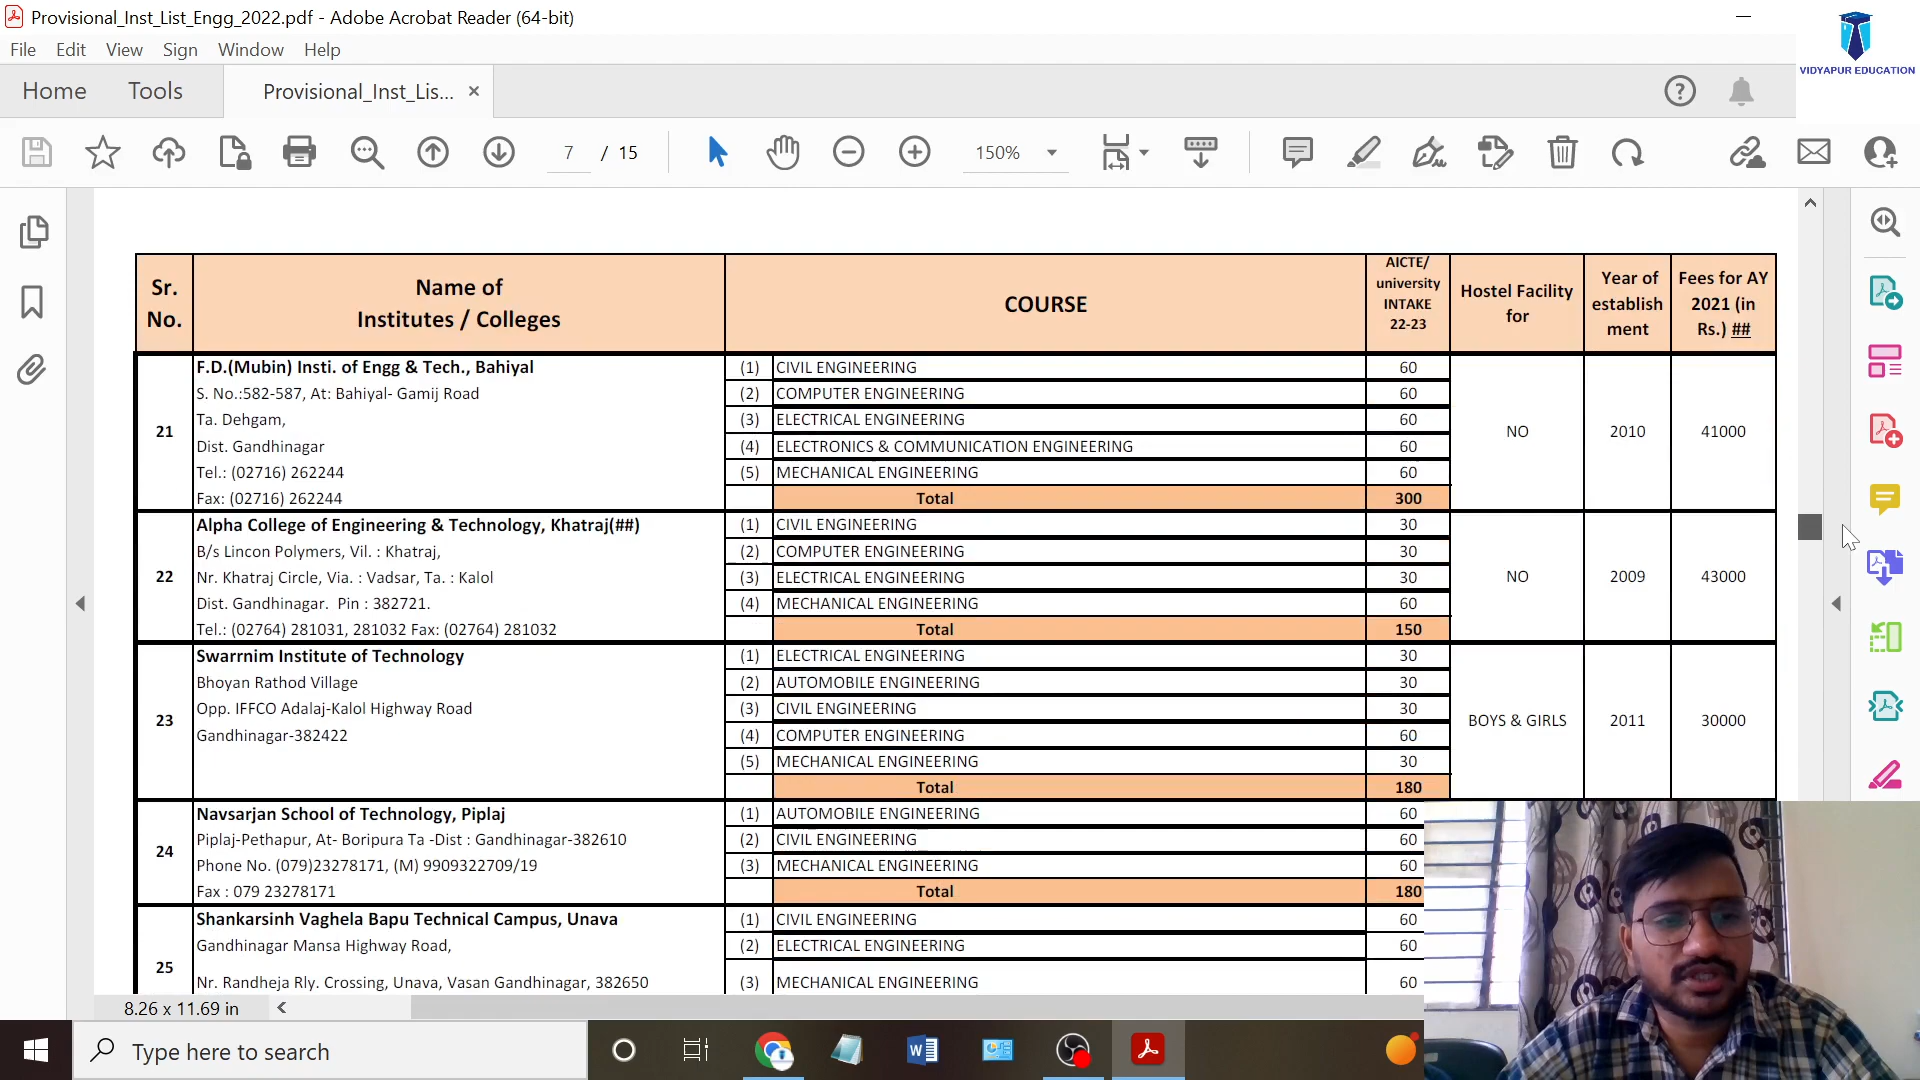 Provisional_Inst_List_Engg_2022.pdf - Adobe Acrobat Reader (64-bit)
File Edit View Sign Window Help
VIDYAPUR EDUCATION
Home Tools Provisional_Inst_Lis... ×
7 / 15 150%
Sr. No. Name of Institutes / Colleges COURSE AICTE/ university INTAKE 22-23 Hostel Facility for Year of establish ment Fees for AY 2021 (in Rs.) ##
21 NO 2010 41000
F.D.(Mubin) Insti. of Engg & Tech., Bahiyal (1) CIVIL ENGINEERING 60
S. No.:582-587, At: Bahiyal- Gamij Road (2) COMPUTER ENGINEERING 60
Ta. Dehgam, (3) ELECTRICAL ENGINEERING 60
Dist. Gandhinagar (4) ELECTRONICS & COMMUNICATION ENGINEERING 60
Tel.: (02716) 262244 (5) MECHANICAL ENGINEERING 60
Fax: (02716) 262244 Total 300
22 NO 2009 43000
Alpha College of Engineering & Technology, Khatraj(##) (1) CIVIL ENGINEERING 30
B/s Lincon Polymers, Vil. : Khatraj, (2) COMPUTER ENGINEERING 30
Nr. Khatraj Circle, Via. : Vadsar, Ta. : Kalol (3) ELECTRICAL ENGINEERING 30
Dist. Gandhinagar. Pin : 382721. (4) MECHANICAL ENGINEERING 60
Tel.: (02764) 281031, 281032 Fax: (02764) 281032 Total 150
23 BOYS & GIRLS 2011 30000
Swarrnim Institute of Technology (1) ELECTRICAL ENGINEERING 30
Bhoyan Rathod Village (2) AUTOMOBILE ENGINEERING 30
Opp. IFFCO Adalaj-Kalol Highway Road (3) CIVIL ENGINEERING 30
Gandhinagar-382422 (4) COMPUTER ENGINEERING 60
(5) MECHANICAL ENGINEERING 30
Total 180
24
Navsarjan School of Technology, Piplaj (1) AUTOMOBILE ENGINEERING 60
Piplaj-Pethapur, At- Boripura Ta -Dist : Gandhinagar-382610 (2) CIVIL ENGINEERING 60
Phone No. (079)23278171, (M) 9909322709/19 (3) MECHANICAL ENGINEERING 60
Fax : 079 23278171 Total 180
25
Shankarsinh Vaghela Bapu Technical Campus, Unava (1) CIVIL ENGINEERING 60
Gandhinagar Mansa Highway Road, (2) ELECTRICAL ENGINEERING 60
Nr. Randheja Rly. Crossing, Unava, Vasan Gandhinagar, 382650 (3) MECHANICAL ENGINEERING 60
8.26 x 11.69 in
Type here to search